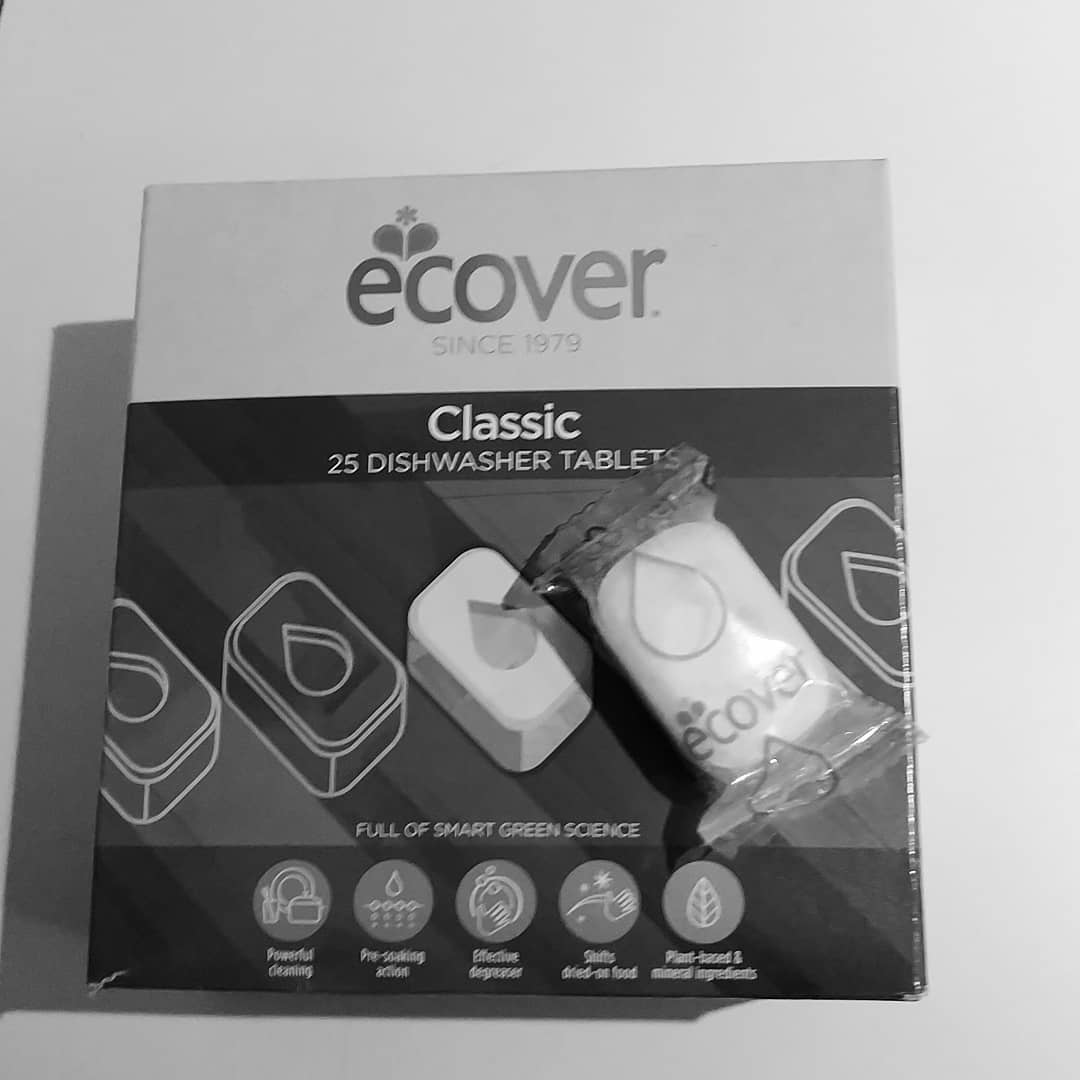 ecover
SINCE 1979
Classic
25 DISHWASHER TABLETS
ecover
FULL OF SMART GREEN SCIENCE
Powerful
cleaning
Pre-soaking
action
Effective
degreaser
Shifts
dried-on food
Plant-based &
mineral ingredients